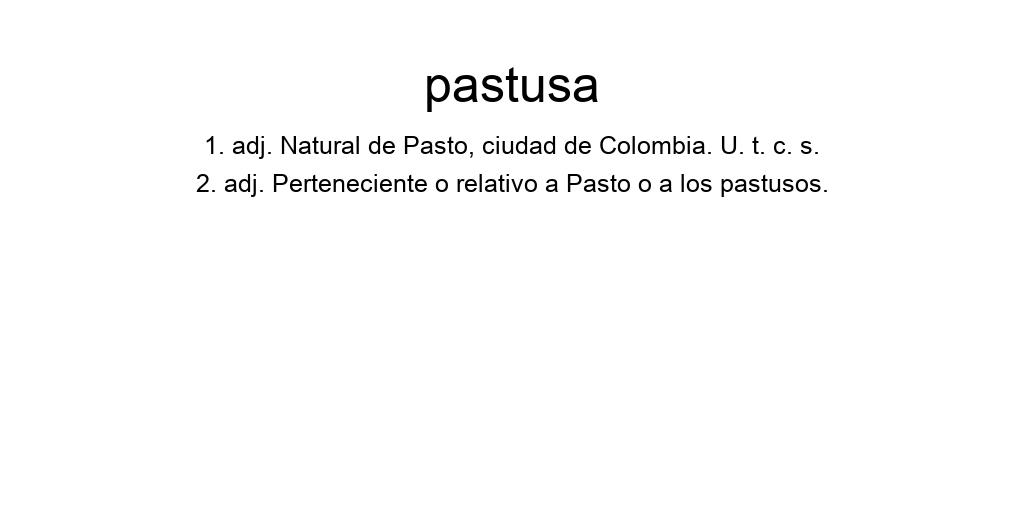 pastusa
1. adj. Natural de Pasto, ciudad de Colombia. U. t. c. s.
2. adj. Perteneciente o relativo a Pasto o a los pastusos.